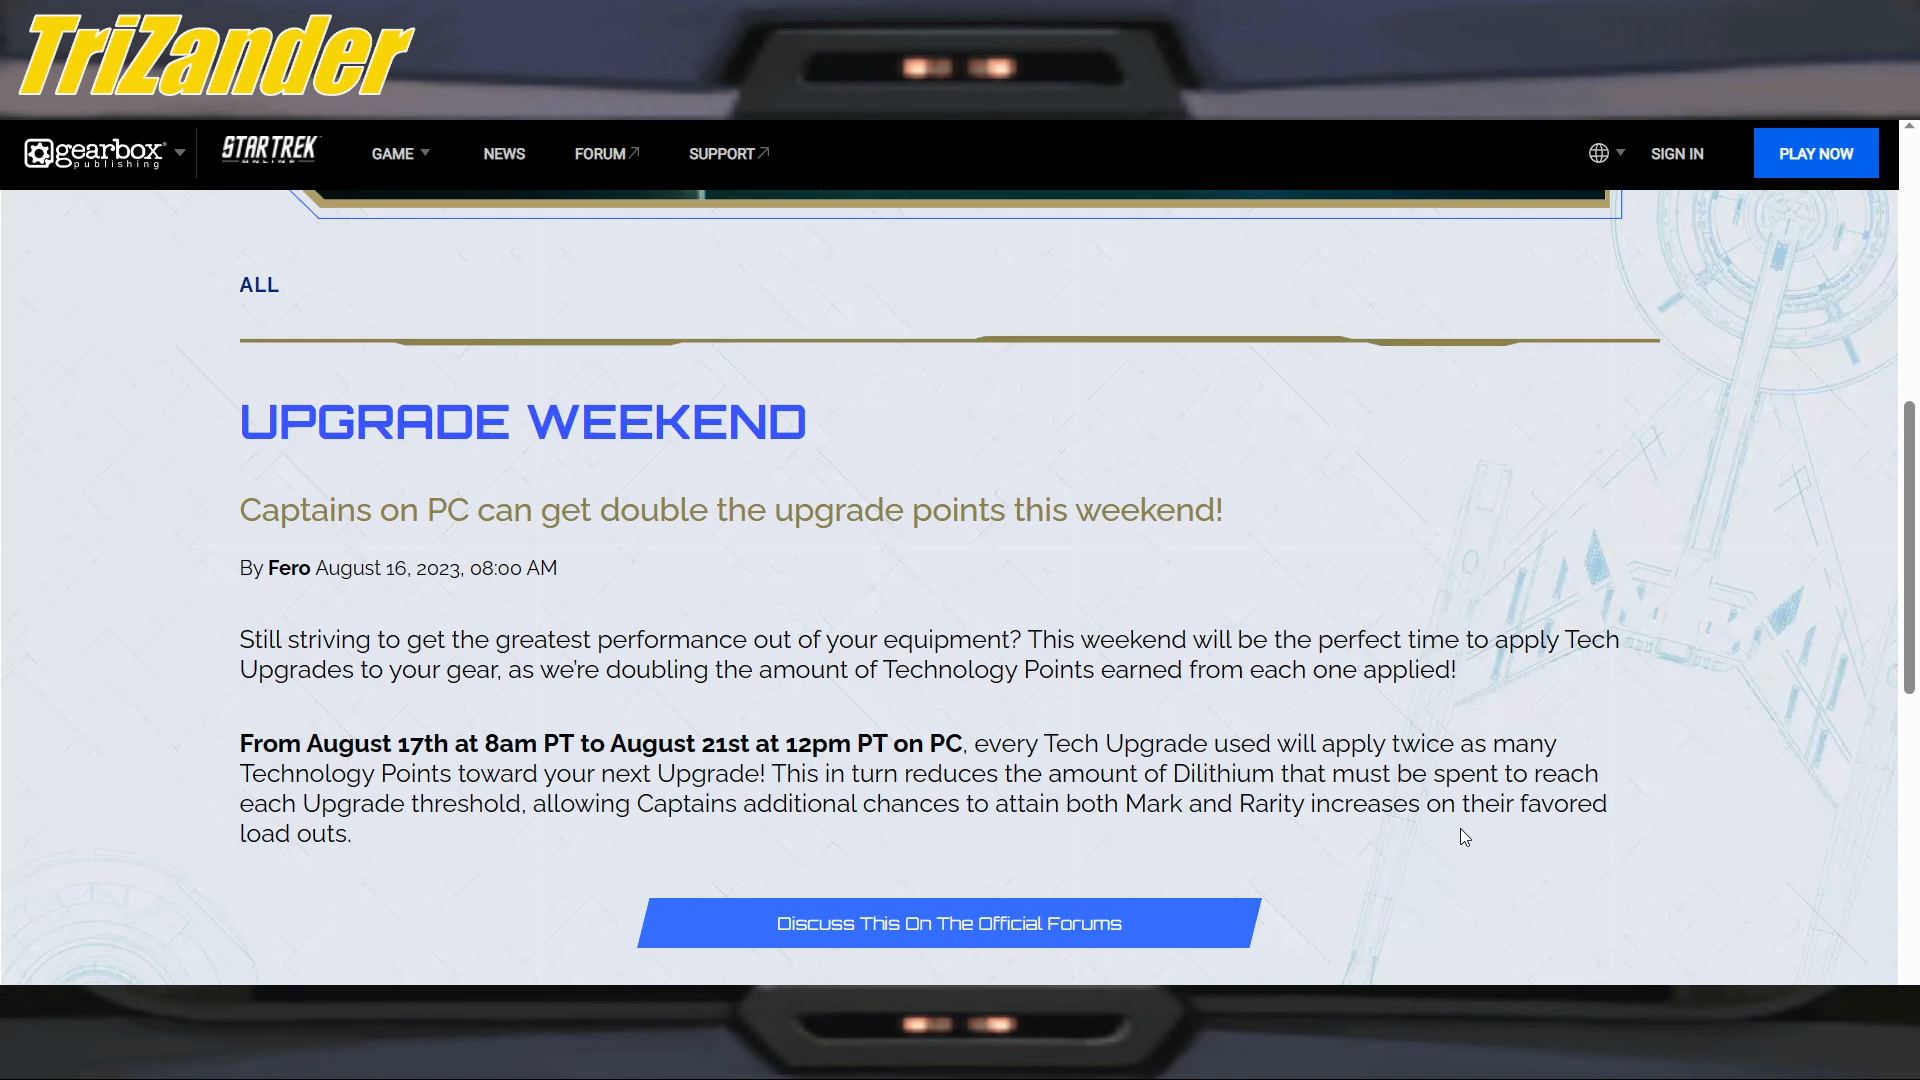 TriZander
gearbox publishing
STAR TREK ONLINE
GAME
NEWS
FORUM
SUPPORT
SIGN IN
PLAY NOW
ALL
UPGRADE WEEKEND
Captains on PC can get double the upgrade points this weekend!
By Fero August 16, 2023, 08:00 AM
Still striving to get the greatest performance out of your equipment? This weekend will be the perfect time to apply Tech
Upgrades to your gear, as we're doubling the amount of Technology Points earned from each one applied!
From August 17th at 8am PT to August 21st at 12pm PT on PC, every Tech Upgrade used will apply twice as many
Technology Points toward your next Upgrade! This in turn reduces the amount of Dilithium that must be spent to reach
each Upgrade threshold, allowing Captains additional chances to attain both Mark and Rarity increases on their favored
load outs.
Discuss This On The Official Forums